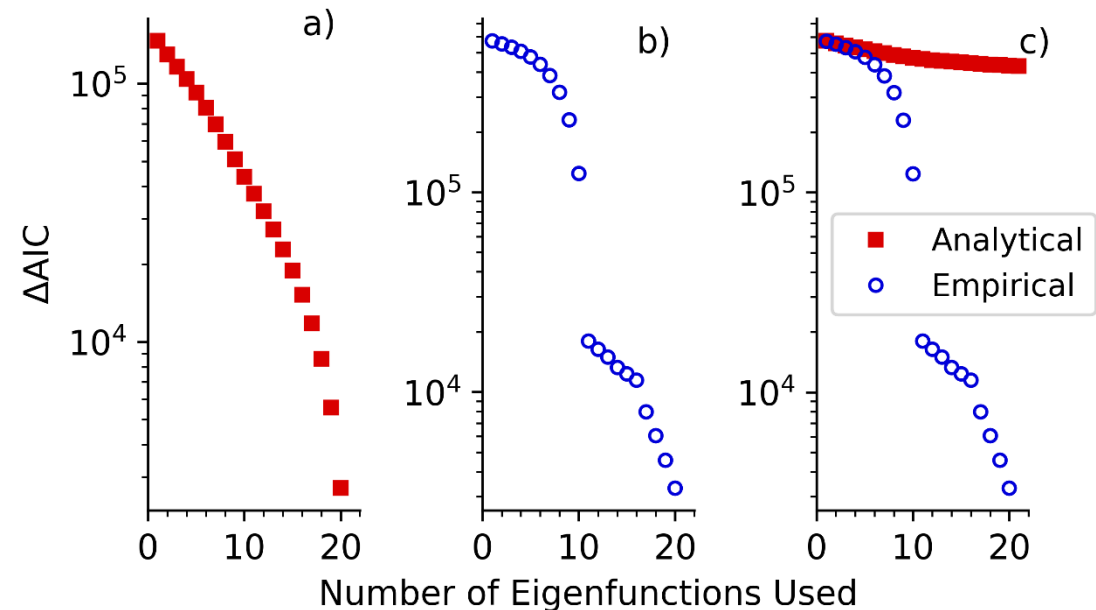 a)
b)
c)
ΔAIC
10⁵
10⁴
10⁵
10⁴
10⁵
10⁴
Analytical
Empirical
0 10 20
0 10 20
0 10 20
Number of Eigenfunctions Used